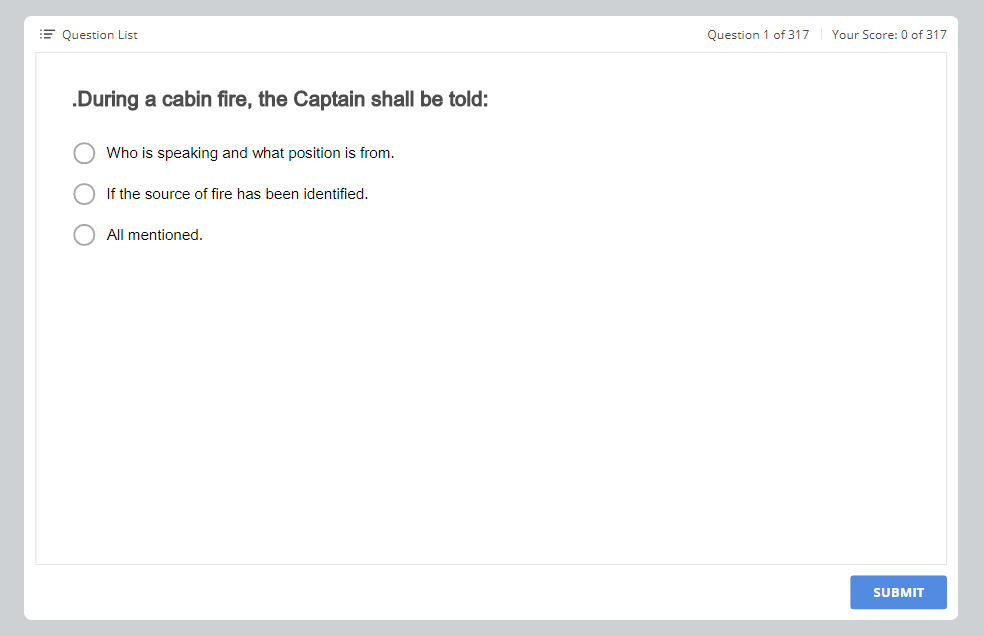 Question List
Question 1 of 317
Your Score: 0 of 317
.During a cabin fire, the Captain shall be told:
Who is speaking and what position is from.
If the source of fire has been identified.
All mentioned.
SUBMIT